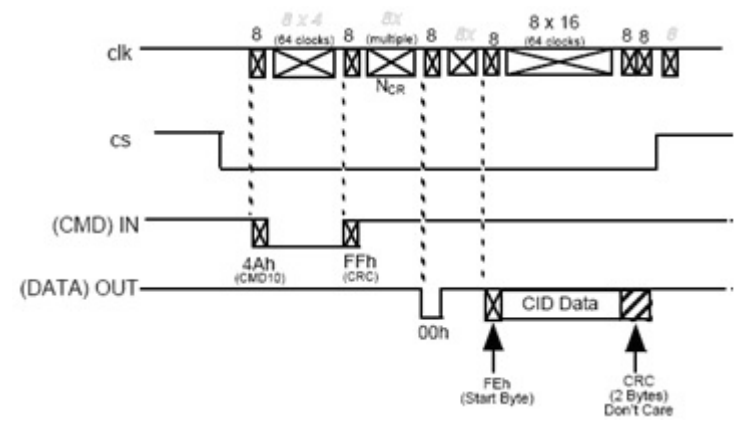 8 8 x 4 8 8x 8 8x 8 8 x 16 8 8 8
(64 clocks) (multiple) (64 clocks)
clk
NCR
cs
(CMD) IN
4Ah FFh
(CMD10) (CRC)
(DATA) OUT
CID Data
00h
FEh CRC
(Start Byte) (2 Bytes)
Don't Care